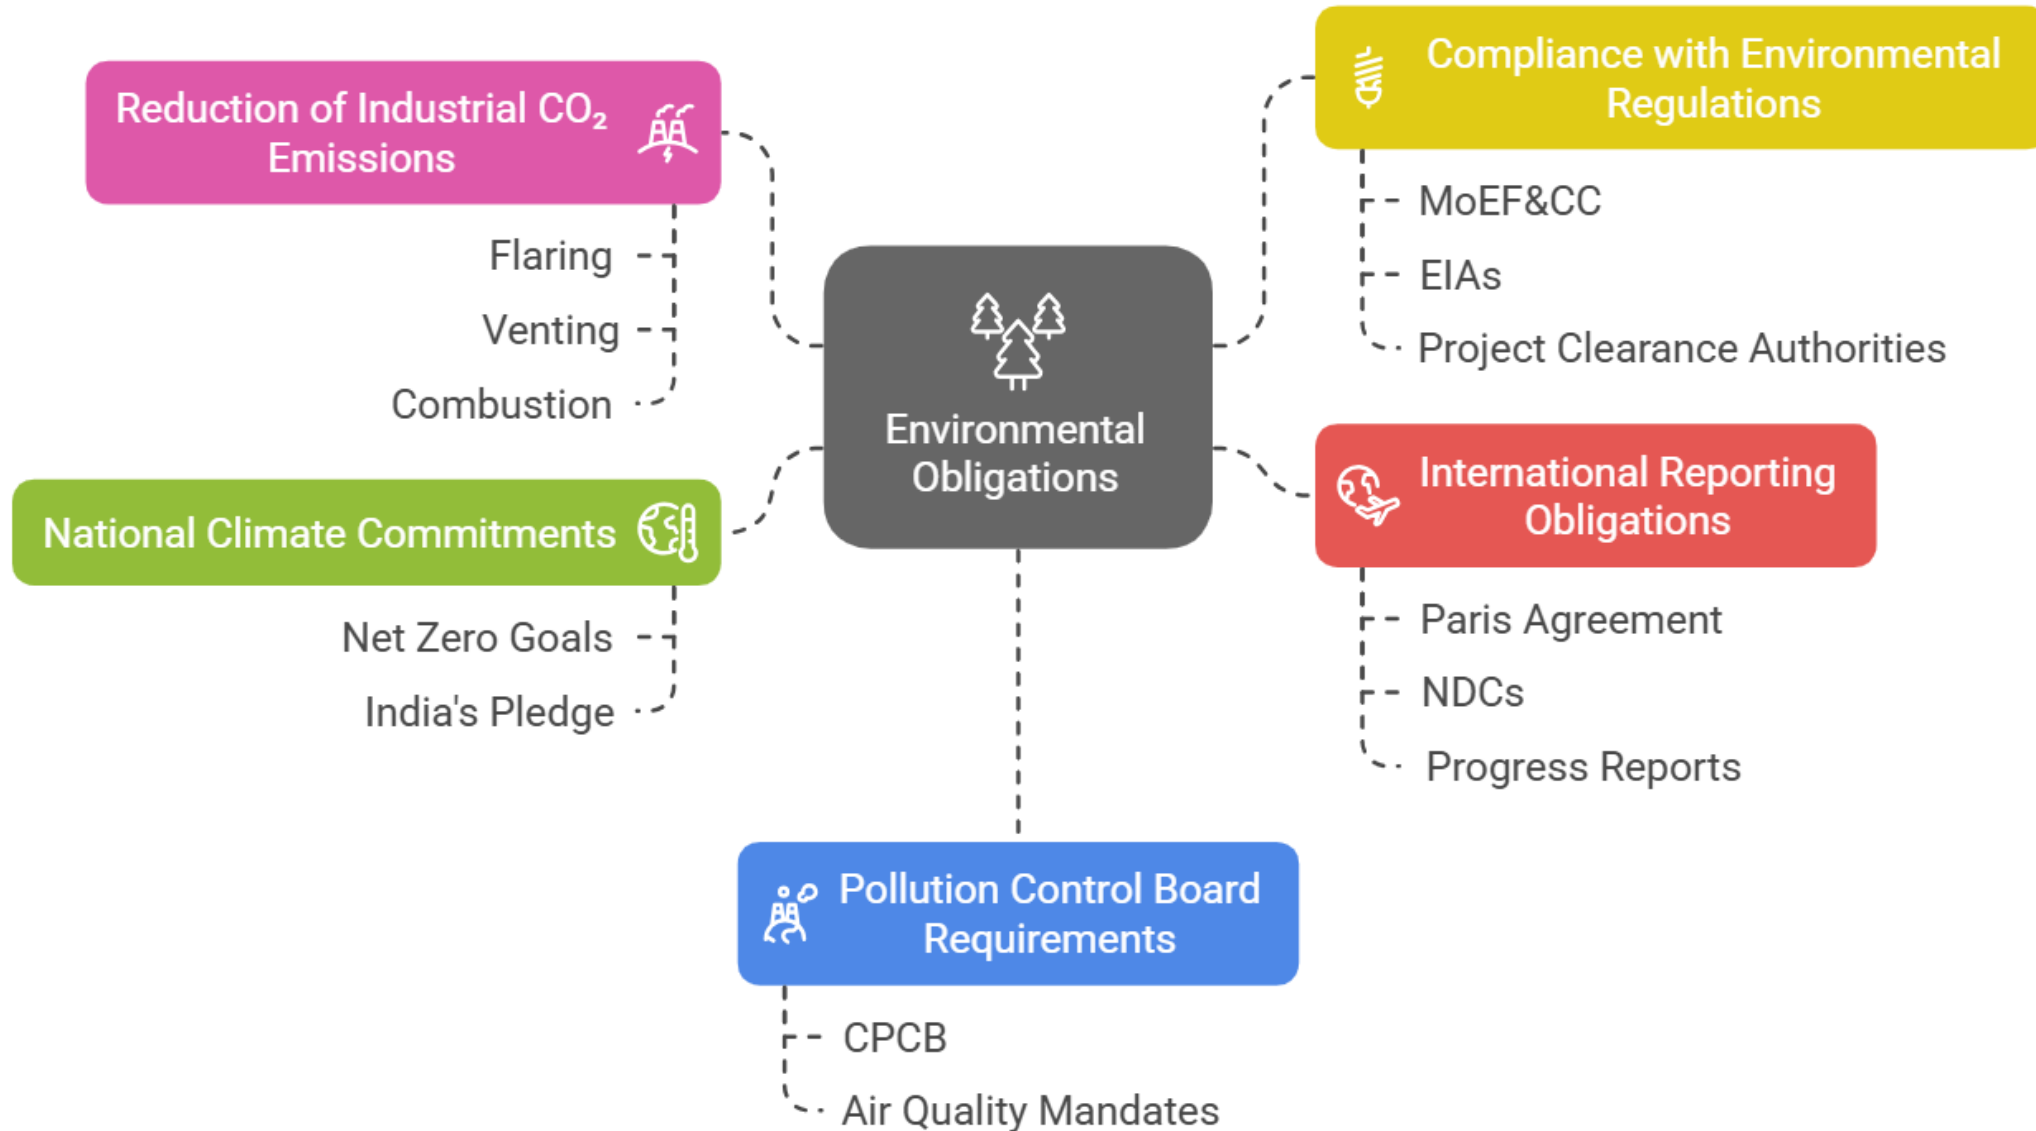 Reduction of Industrial CO₂
Emissions
Flaring
Venting
Combustion
National Climate Commitments
Net Zero Goals
India's Pledge
Environmental
Obligations
Compliance with Environmental
Regulations
MoEF&CC
EIAs
Project Clearance Authorities
International Reporting
Obligations
Paris Agreement
NDCs
Progress Reports
Pollution Control Board
Requirements
CPCB
Air Quality Mandates